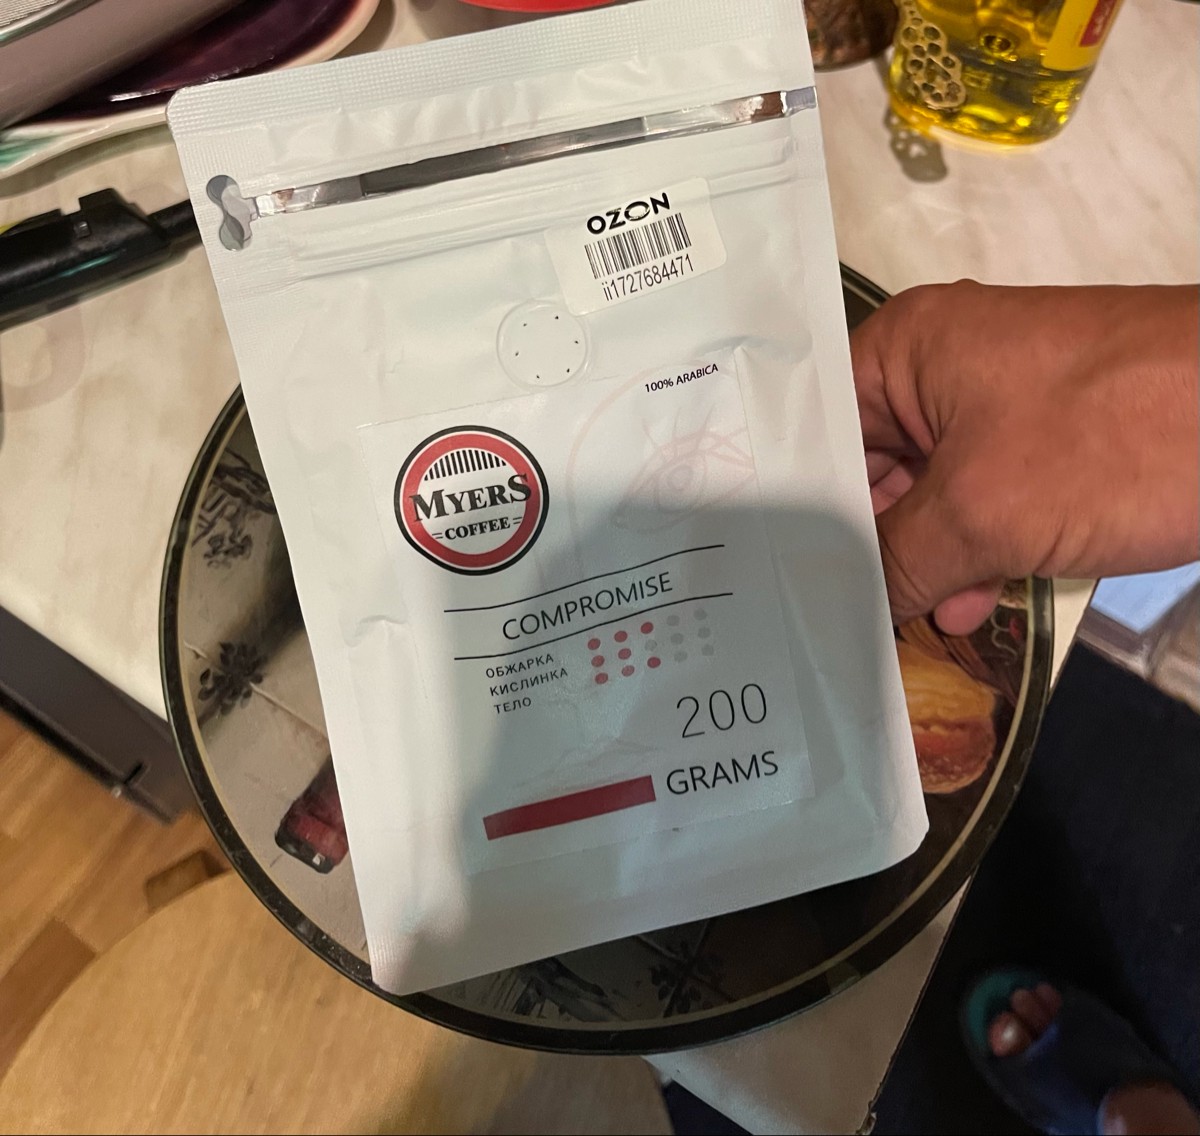 OZON
ii1727684471
100% ARABICA
MYERS
COFFEE
COMPROMISE
ОБЖАРКА
КИСЛИНКА
ТЕЛО
200
GRAMS